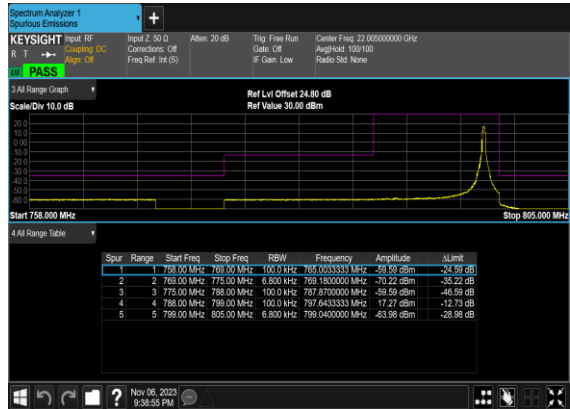 Spectrum Analyzer 1
Spurious Emissions
KEYSIGHT Input: RF Input Z: 50 Ω Atten: 20 dB Trig: Free Run Center Freq: 22.005000000 GHz
R T Coupling: DC Corrections: Off Gate: Off Avg|Hold: 100/100
Align: Off Freq Ref: Int (S) IF Gain: Low Radio Std: None
PASS
3 All Range Graph
Ref Lvl Offset 24.80 dB
Scale/Div 10.0 dB Ref Value 30.00 dBm
20.0
10.0
0.00
-10.0
-20.0
-30.0
-40.0
-50.0
-60.0
Start 758.000 MHz Stop 805.000 MHz
4 All Range Table
Spur Range Start Freq Stop Freq RBW Frequency Amplitude ΔLimit
1 1 758.00 MHz 769.00 MHz 100.0 kHz 765.0033333 MHz -59.59 dBm -24.59 dB
2 2 769.00 MHz 775.00 MHz 6.800 kHz 769.1800000 MHz -70.22 dBm -35.22 dB
3 3 775.00 MHz 788.00 MHz 100.0 kHz 787.8700000 MHz -59.59 dBm -46.59 dB
4 4 788.00 MHz 799.00 MHz 100.0 kHz 797.6433333 MHz 17.27 dBm -12.73 dB
5 5 799.00 MHz 805.00 MHz 6.800 kHz 799.0400000 MHz -63.98 dBm -28.98 dB
Nov 06, 2023
9:38:55 PM